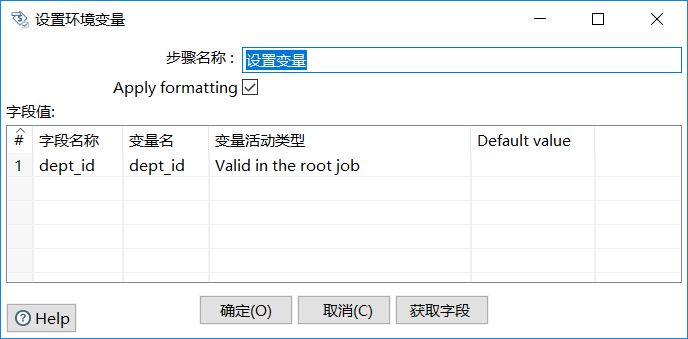 设置环境变量
步骤名称：设置变量
Apply formatting
字段值:
# 字段名称 变量名 变量活动类型 Default value
1 dept_id dept_id Valid in the root job
Help 确定(O) 取消(C) 获取字段